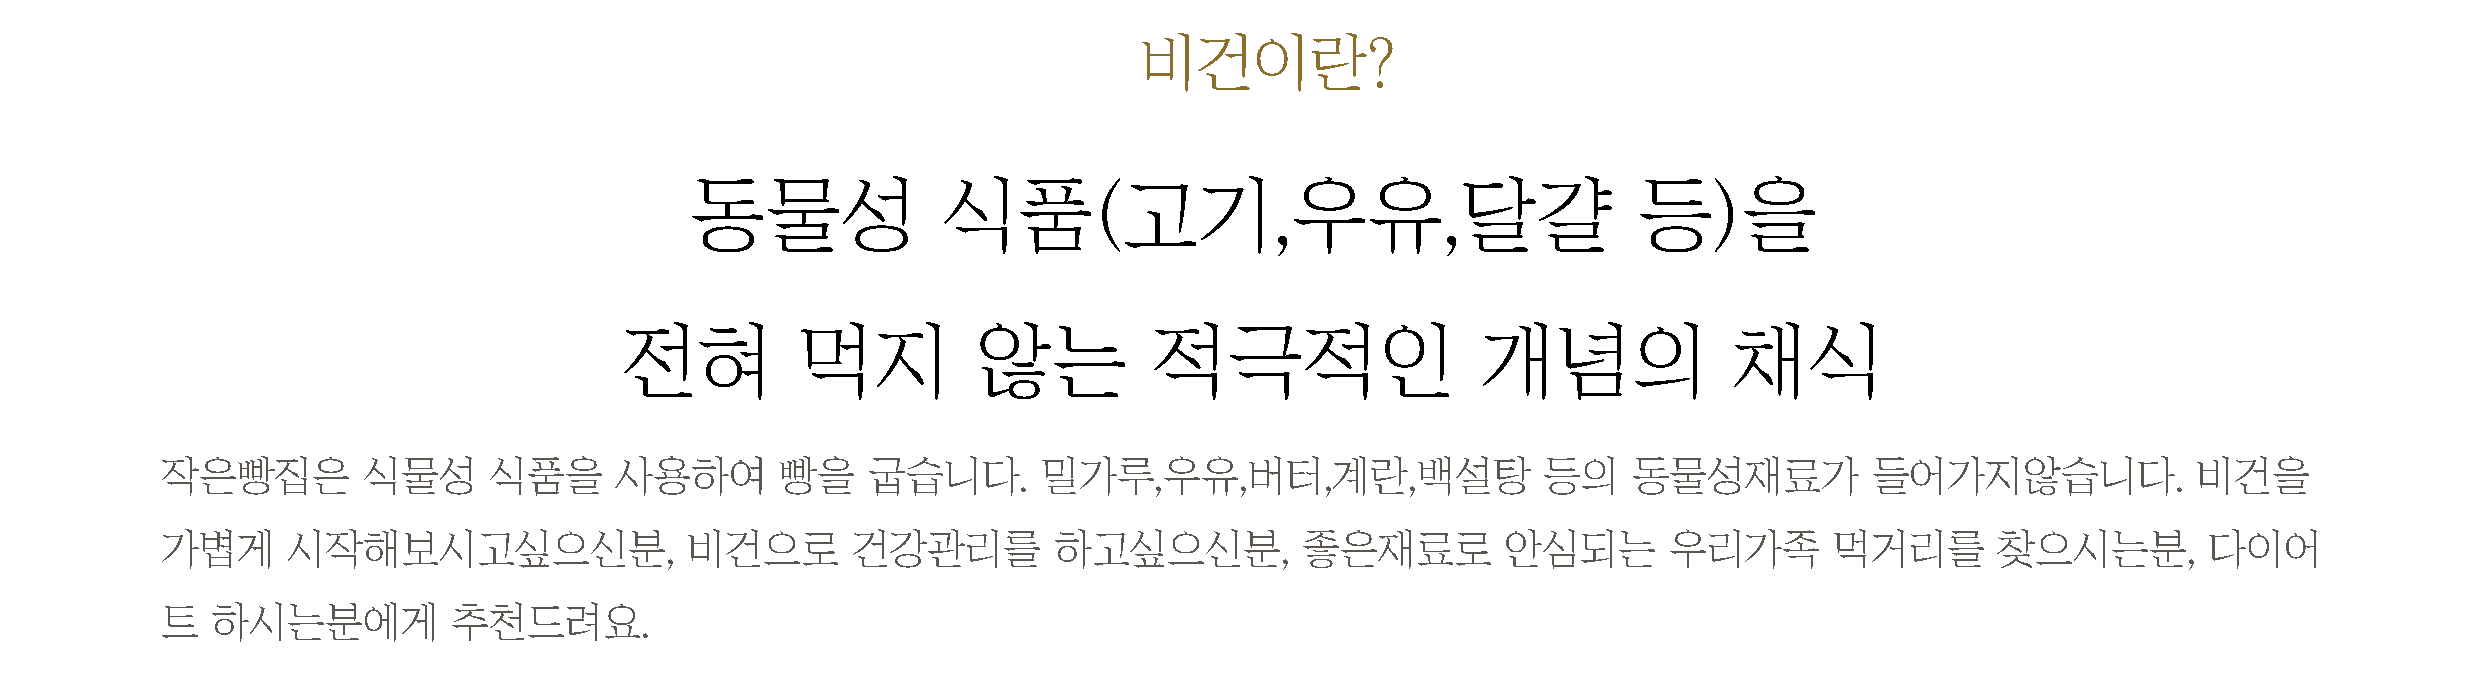 비건이란?
동물성 식품(고기,우유,달걀 등)을
전혀 먹지 않는 적극적인 개념의 채식
작은빵집은 식물성 식품을 사용하여 빵을 굽습니다. 밀가루,우유,버터,계란,백설탕 등의 동물성재료가 들어가지않습니다. 비건을
가볍게 시작해보시고싶으신분, 비건으로 건강관리를 하고싶으신분, 좋은재료로 안심되는 우리가족 먹거리를 찾으시는분, 다이어
트 하시는분에게 추천드려요.